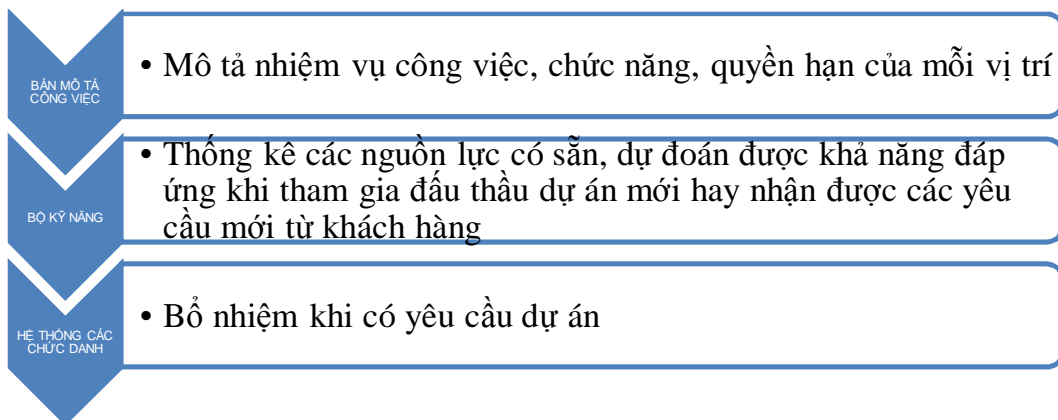 BẢN MÔ TẢ
CÔNG VIỆC
• Mô tả nhiệm vụ công việc, chức năng, quyền hạn của mỗi vị trí
BỘ KỸ NĂNG
• Thống kê các nguồn lực có sẵn, dự đoán được khả năng đáp
ứng khi tham gia đấu thầu dự án mới hay nhận được các yêu
cầu mới từ khách hàng
HỆ THỐNG CÁC
CHỨC DANH
• Bổ nhiệm khi có yêu cầu dự án